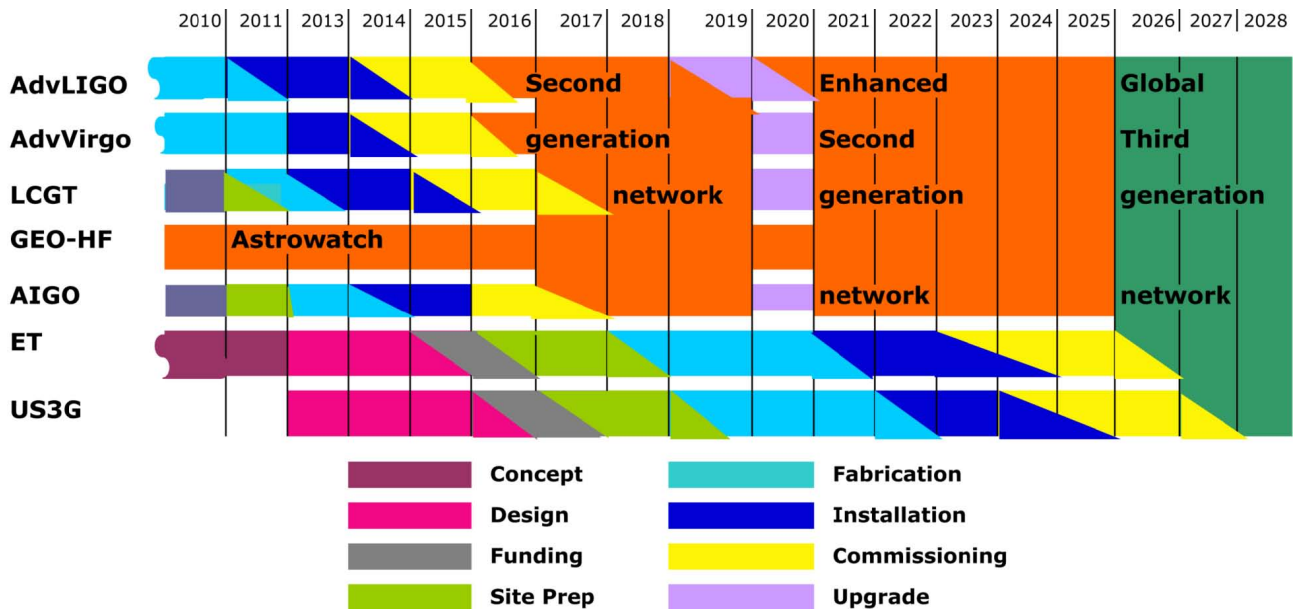 2010 2011 2012 2013 2014 2015 2016 2017 2018 2019 2020 2021 2022 2023 2024 2025 2026 2027 2028
AdvLIGO Second Enhanced Global
AdvVirgo generation Second Third
LCGT network generation generation
GEO-HF Astrowatch
AIGO network network
ET
US3G
Concept Fabrication
Design Installation
Funding Commissioning
Site Prep Upgrade